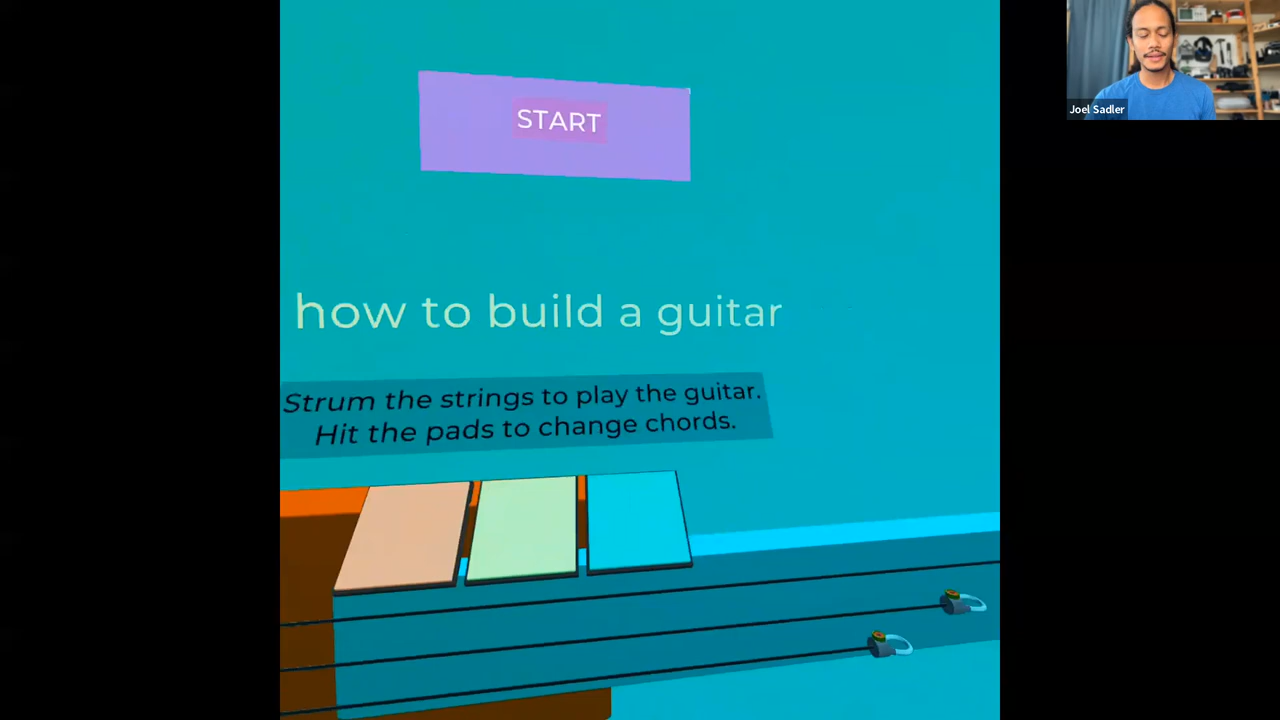 START
how to build a guitar
Strum the strings to play the guitar.
Hit the pads to change chords.
Joel Sadler